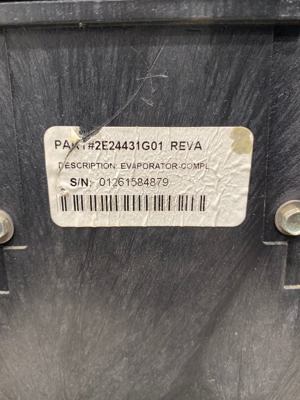 PART#2E24431G01 REVA
DESCRIPTION: EVAPORATOR-COMPL
S/N: 01261584879